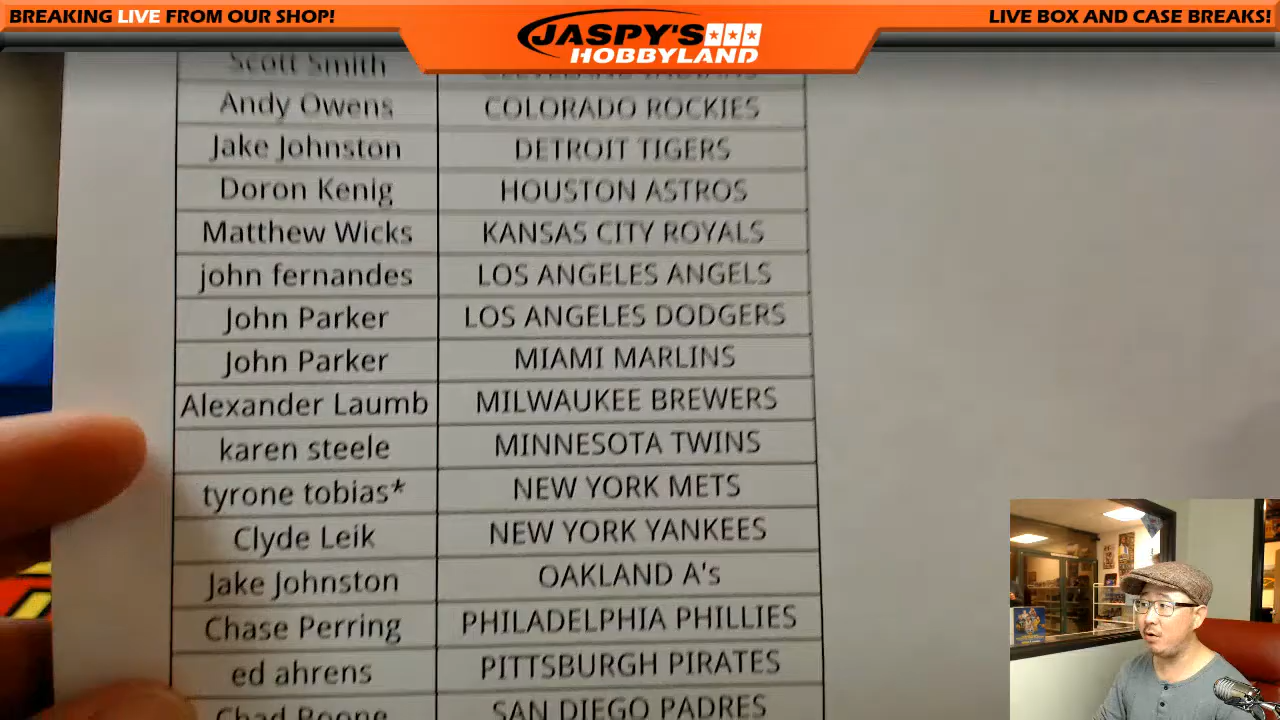 BREAKING LIVE FROM OUR SHOP!
JASPY'S
HOBBYLAND
LIVE BOX AND CASE BREAKS!
Scott Smith CLEVELAND INDIANS
Andy Owens COLORADO ROCKIES
Jake Johnston DETROIT TIGERS
Doron Kenig HOUSTON ASTROS
Matthew Wicks KANSAS CITY ROYALS
john fernandes LOS ANGELES ANGELS
John Parker LOS ANGELES DODGERS
John Parker MIAMI MARLINS
Alexander Laumb MILWAUKEE BREWERS
karen steele MINNESOTA TWINS
tyrone tobias* NEW YORK METS
Clyde Leik NEW YORK YANKEES
Jake Johnston OAKLAND A's
Chase Perring PHILADELPHIA PHILLIES
ed ahrens PITTSBURGH PIRATES
Chad Boone SAN DIEGO PADRES